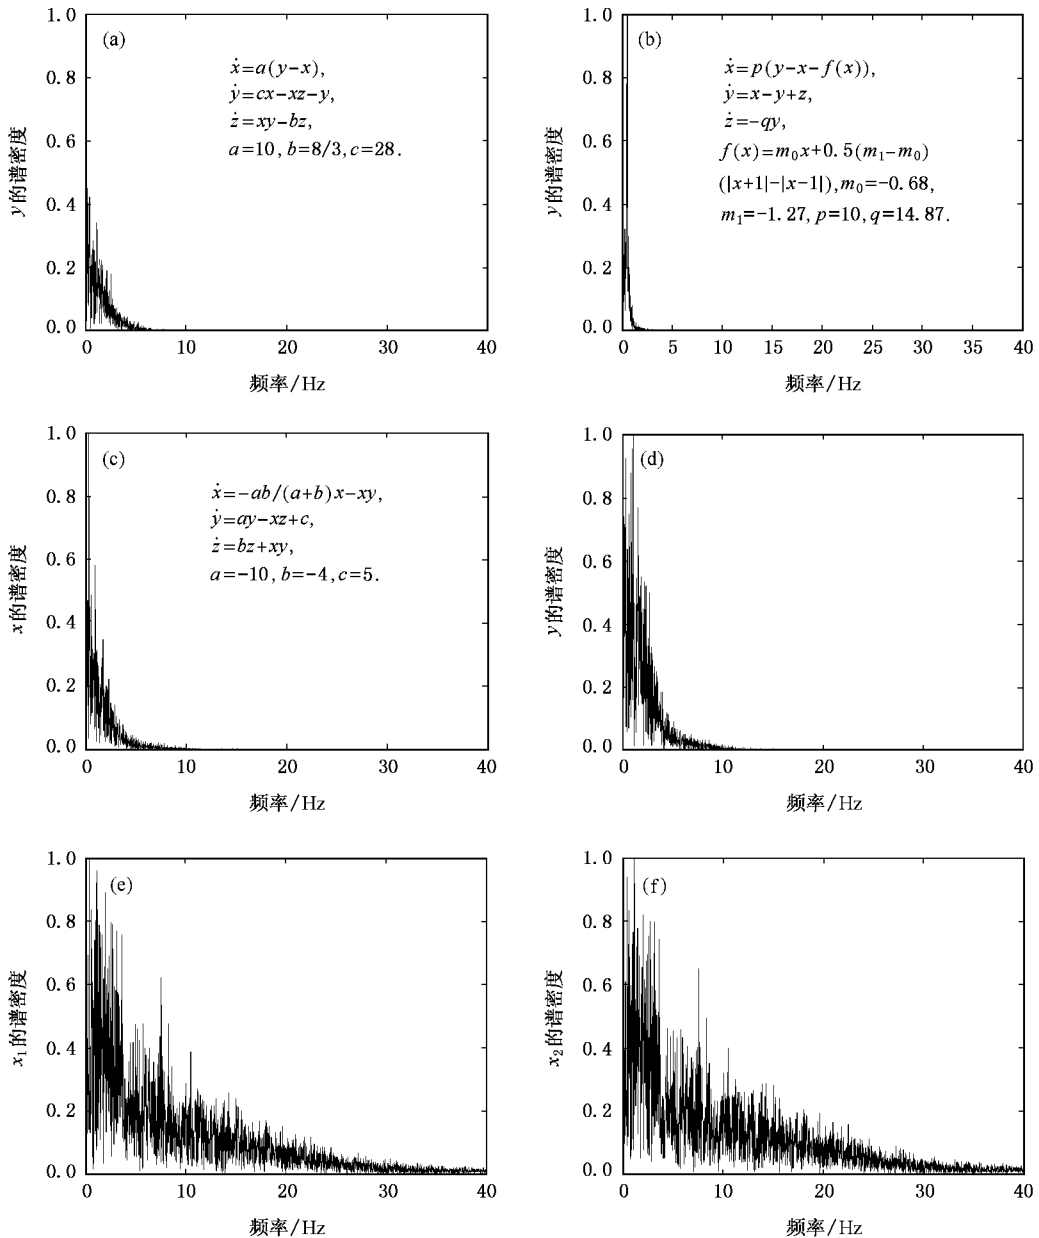 (a)
ẋ=a(y−x),
ẏ=cx−xz−y,
ż=xy−bz,
a=10, b=8/3, c=28.
y的谱密度
1.0
0.8
0.6
0.4
0.2
0.0
0 10 20 30 40
频率/Hz
(b)
ẋ=p(y−x−f(x)),
ẏ=x−y+z,
ż=−qy,
f(x)=m₀x+0.5(m₁−m₀)
(|x+1|−|x−1|), m₀=−0.68,
m₁=−1.27, p=10, q=14.87.
y的谱密度
1.0
0.8
0.6
0.4
0.2
0.0
0 5 10 15 20 25 30 35 40
频率/Hz
(c)
ẋ=−ab/(a+b)x−xy,
ẏ=ay−xz+c,
ż=bz+xy,
a=−10, b=−4, c=5.
x的谱密度
1.0
0.8
0.6
0.4
0.2
0.0
0 10 20 30 40
频率/Hz
(d)
y的谱密度
1.0
0.8
0.6
0.4
0.2
0.0
0 5 10 15 20 25 30 35 40
频率/Hz
(e)
x₁的谱密度
1.0
0.8
0.6
0.4
0.2
0.0
0 10 20 30 40
频率/Hz
(f)
x₂的谱密度
1.0
0.8
0.6
0.4
0.2
0.0
0 5 10 15 20 25 30 35 40
频率/Hz